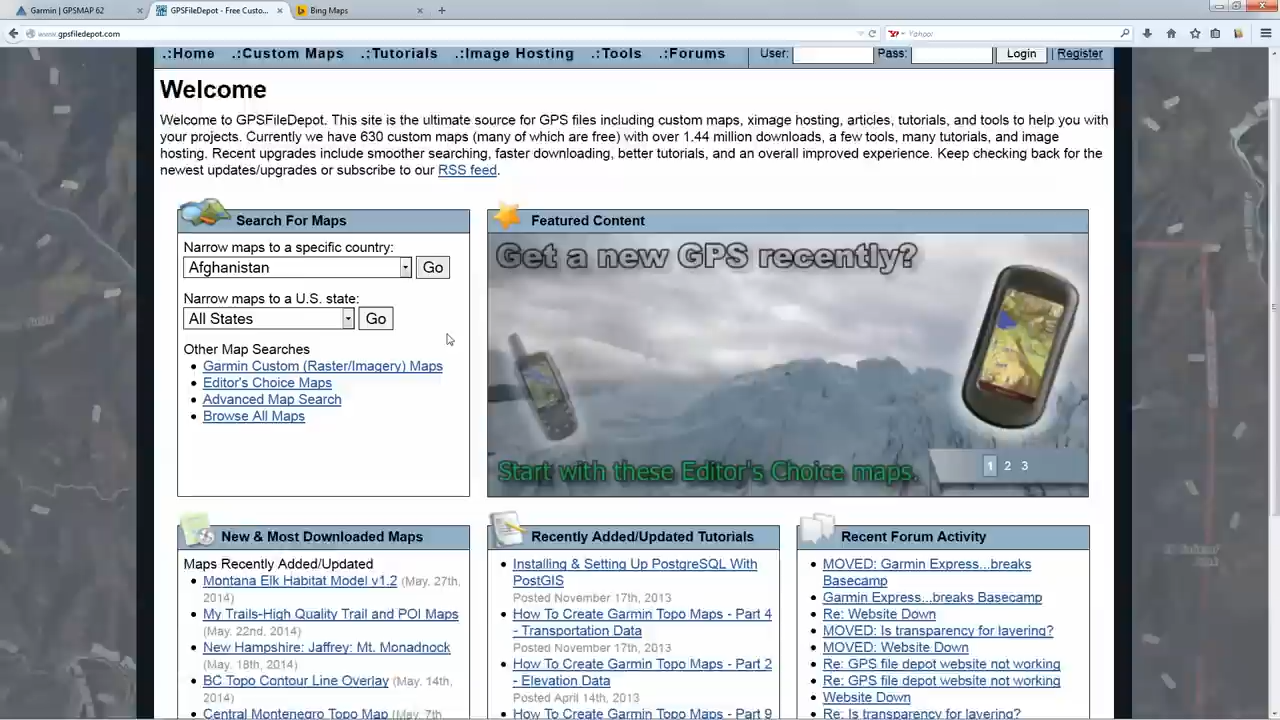 Garmin | GPSMAP 62
GPSFileDepot - Free Custo...
Bing Maps
www.gpsfiledepot.com
Yahoo
.:Home .:Custom Maps .:Tutorials .:Image Hosting .:Tools .:Forums User: Pass: Login | Register
Welcome
Welcome to GPSFileDepot. This site is the ultimate source for GPS files including custom maps, ximage hosting, articles, tutorials, and tools to help you with
your projects. Currently we have 630 custom maps (many of which are free) with over 1.44 million downloads, a few tools, many tutorials, and image
hosting. Recent upgrades include smoother searching, faster downloading, better tutorials, and an overall improved experience. Keep checking back for the
newest updates/upgrades or subscribe to our RSS feed.
Search For Maps
Narrow maps to a specific country:
Afghanistan Go
Narrow maps to a U.S. state:
All States Go
Other Map Searches
• Garmin Custom (Raster/Imagery) Maps
• Editor's Choice Maps
• Advanced Map Search
• Browse All Maps
Featured Content
Get a new GPS recently?
Start with these Editor's Choice maps.
1 2 3
New & Most Downloaded Maps
Maps Recently Added/Updated
• Montana Elk Habitat Model v1.2 (May. 27th,
2014)
• My Trails-High Quality Trail and POI Maps
(May. 22nd, 2014)
• New Hampshire: Jaffrey: Mt. Monadnock
(May. 18th, 2014)
• BC Topo Contour Line Overlay (May. 14th,
2014)
• Central Montenegro Topo Map (May. 7th,
Recently Added/Updated Tutorials
• Installing & Setting Up PostgreSQL With
PostGIS
Posted November 17th, 2013
• How To Create Garmin Topo Maps - Part 4
- Transportation Data
Posted November 17th, 2013
• How To Create Garmin Topo Maps - Part 2
- Elevation Data
Posted April 14th, 2013
• How To Create Garmin Topo Maps - Part 9
Recent Forum Activity
• MOVED: Garmin Express...breaks
Basecamp
• Garmin Express...breaks Basecamp
• Re: Website Down
• MOVED: Is transparency for layering?
• MOVED: Website Down
• Re: GPS file depot website not working
• Re: GPS file depot website not working
• Website Down
• Re: Is transparency for layering?